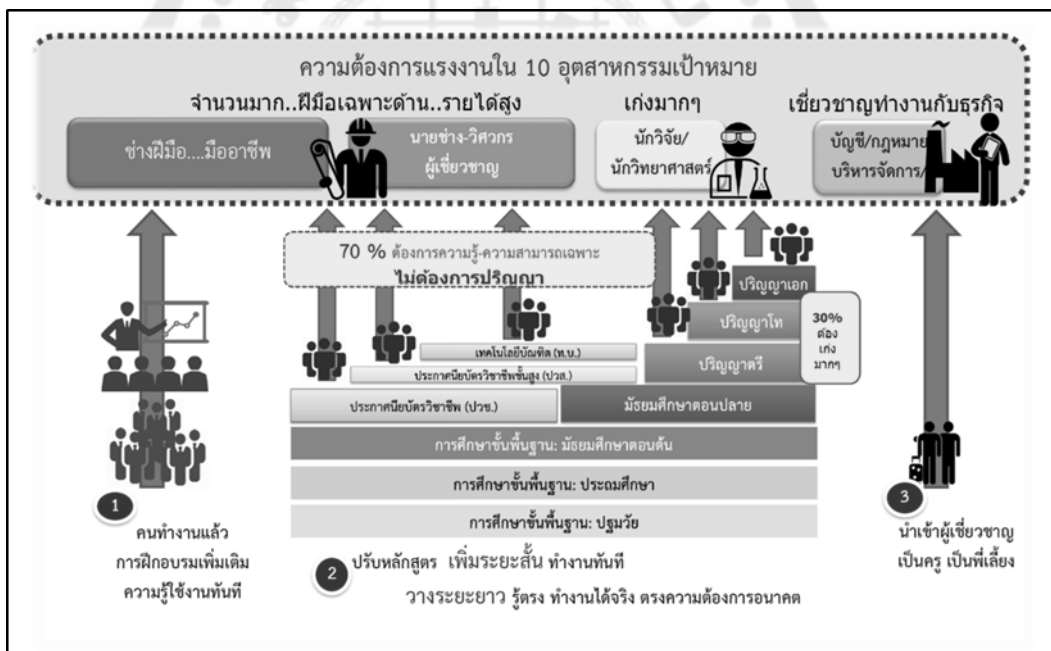 ความต้องการแรงงานใน 10 อุตสาหกรรมเป้าหมาย
จำนวนมาก..ฝีมือเฉพาะด้าน..รายได้สูง
เก่งมากๆ
เชี่ยวชาญทำงานกับธุรกิจ
ช่างฝีมือ....มืออาชีพ
นายช่าง-วิศวกร
ผู้เชี่ยวชาญ
นักวิจัย/
นักวิทยาศาสตร์
บัญชี/กฎหมาย
บริหารจัดการ/
70 % ต้องการความรู้-ความสามารถเฉพาะ
ไม่ต้องการปริญญา
ปริญญาเอก
ปริญญาโท
30%
ต้อง
เก่ง
มากๆ
เทคโนโลยีบัณฑิต (ท.บ.)
ปริญญาตรี
ประกาศนียบัตรวิชาชีพชั้นสูง (ปวส.)
ประกาศนียบัตรวิชาชีพ (ปวช.)
มัธยมศึกษาตอนปลาย
การศึกษาขั้นพื้นฐาน: มัธยมศึกษาตอนต้น
การศึกษาขั้นพื้นฐาน: ประถมศึกษา
การศึกษาขั้นพื้นฐาน: ปฐมวัย
1
คนทำงานแล้ว
การฝึกอบรมเพิ่มเติม
ความรู้ใช้งานทันที
2
ปรับหลักสูตร เพิ่มระยะสั้น ทำงานทันที
วางระยะยาว รู้ตรง ทำงานได้จริง ตรงความต้องการอนาคต
3
นำเข้าผู้เชี่ยวชาญ
เป็นครู เป็นพี่เลี้ยง